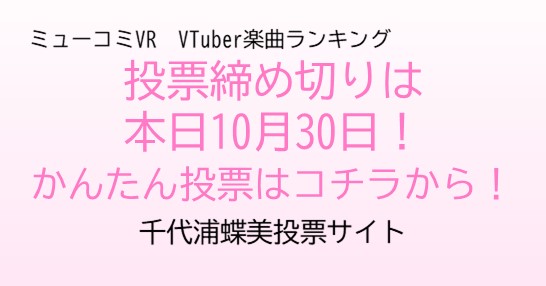 ミューコミVR　VTuber楽曲ランキング
投票締め切りは
本日10月30日！
かんたん投票はコチラから！
千代浦蝶美投票サイト